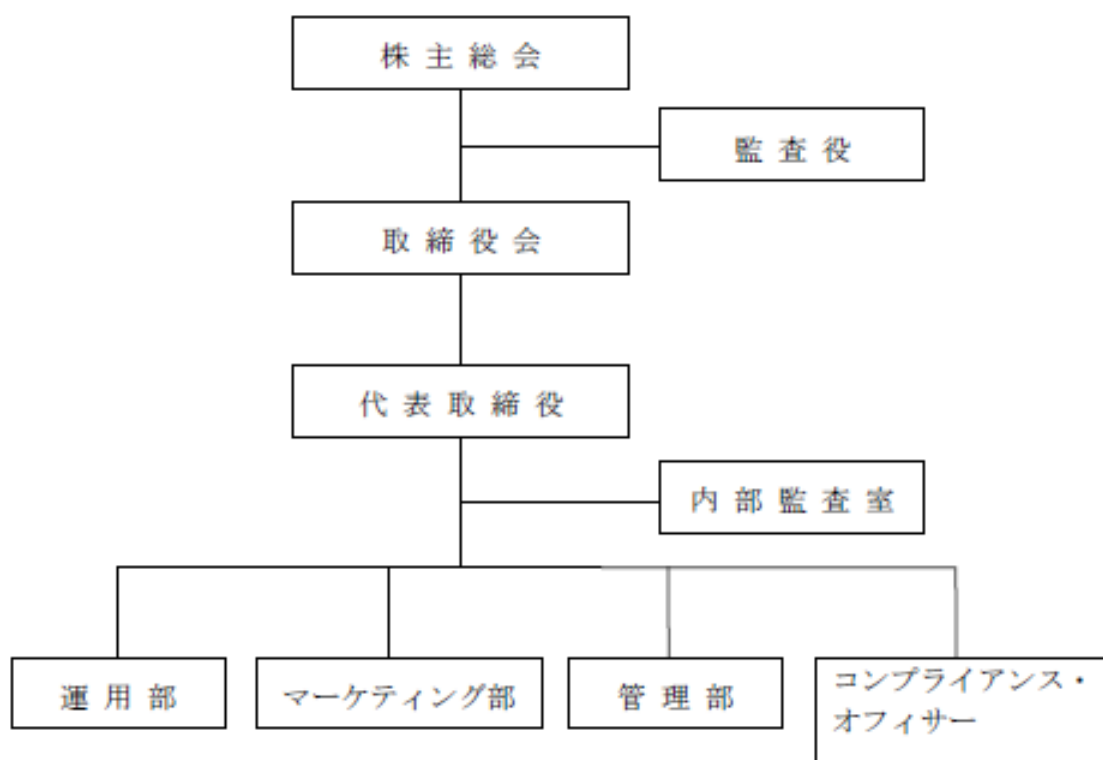 株主総会
監査役
取締役会
代表取締役
内部監査室
運用部
マーケティング部
管理部
コンプライアンス・
オフィサー